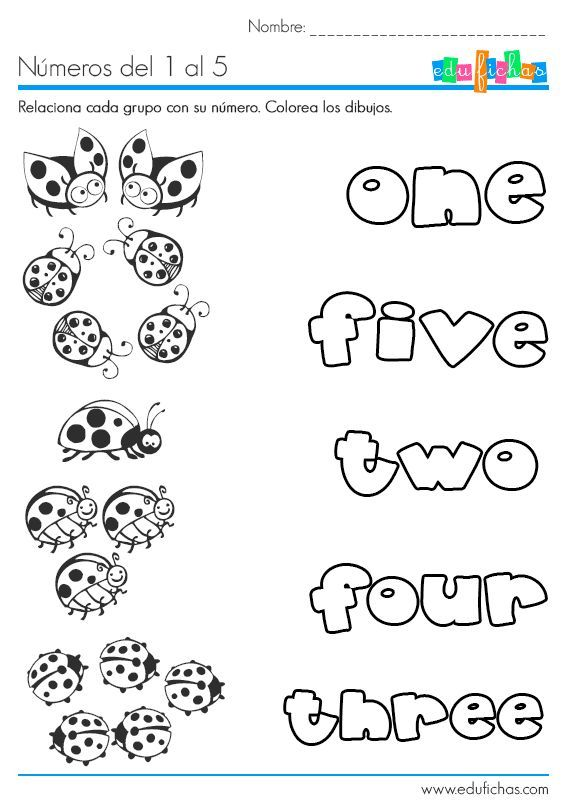 Nombre: ___________________________
Números del 1 al 5
edufichas
Relaciona cada grupo con su número. Colorea los dibujos.
one
five
two
four
three
www.edufichas.com